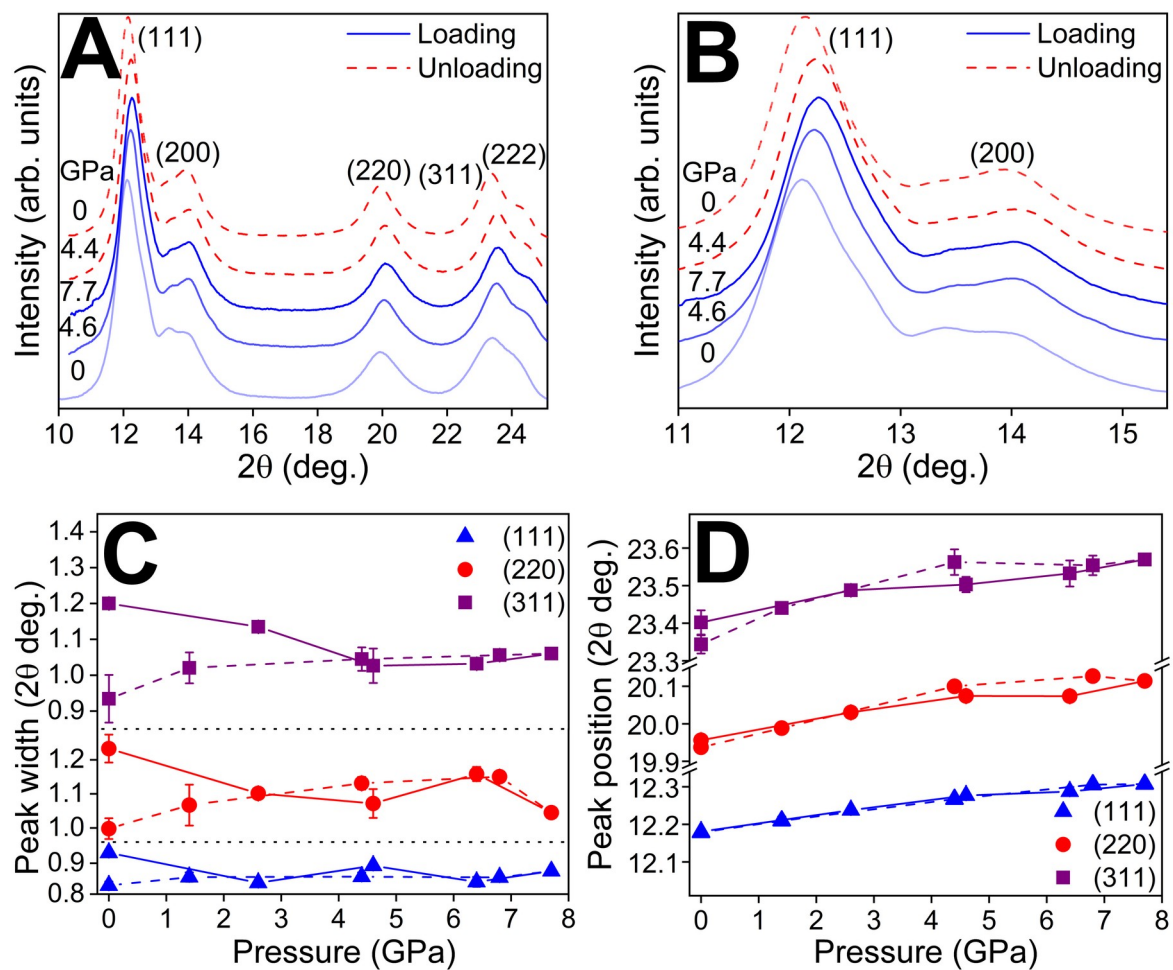 A
(111)
Loading
Unloading
(200)
(220)
(311)
(222)
GPa
0
4.4
7.7
4.6
0
Intensity (arb. units)
10 12 14 16 18 20 22 24
2θ (deg.)
B
(111)
Loading
Unloading
(200)
GPa
0
4.4
7.7
4.6
0
Intensity (arb. units)
11 12 13 14 15
2θ (deg.)
C
(111)
(220)
(311)
1.4
1.3
1.2
1.1
1.0
0.9
1.2
1.1
1.0
0.9
0.8
Peak width (2θ deg.)
0 1 2 3 4 5 6 7 8
Pressure (GPa)
D
23.6
23.5
23.4
23.3
20.1
20.0
19.9
12.3
12.2
12.1
Peak position (2θ deg.)
(111)
(220)
(311)
0 1 2 3 4 5 6 7 8
Pressure (GPa)